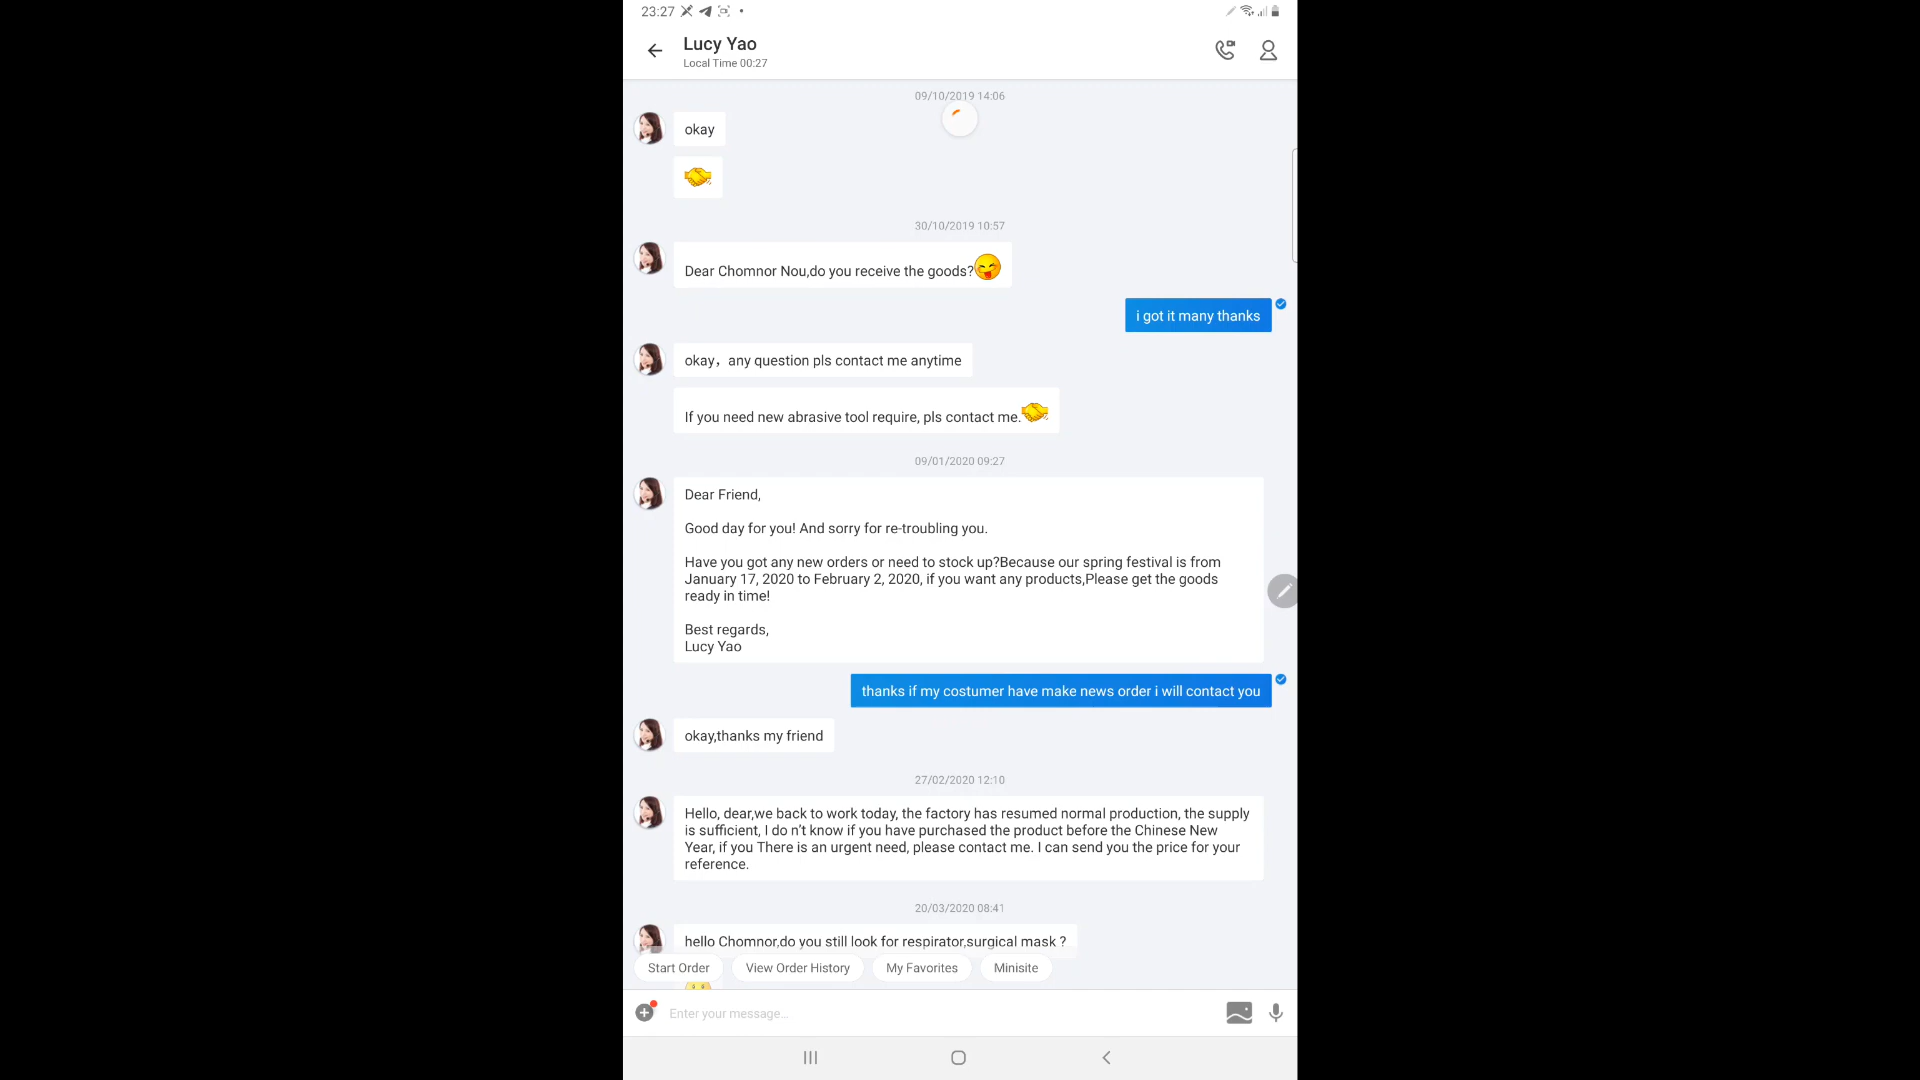 23:27
Lucy Yao
Local Time 00:27
09/10/2019 14:06
okay
30/10/2019 10:57
Dear Chomnor Nou,do you receive the goods?
i got it many thanks
okay，any question pls contact me anytime
If you need new abrasive tool require, pls contact me.
09/01/2020 09:27
Dear Friend,
Good day for you! And sorry for re-troubling you.
Have you got any new orders or need to stock up?Because our spring festival is from
January 17, 2020 to February 2, 2020, if you want any products,Please get the goods
ready in time!
Best regards,
Lucy Yao
thanks if my costumer have make news order i will contact you
okay,thanks my friend
27/02/2020 12:10
Hello, dear,we back to work today, the factory has resumed normal production, the supply
is sufficient, I do n't know if you have purchased the product before the Chinese New
Year, if you There is an urgent need, please contact me. I can send you the price for your
reference.
20/03/2020 08:41
hello Chomnor,do you still look for respirator,surgical mask ?
Start Order
View Order History
My Favorites
Minisite
Enter your message...